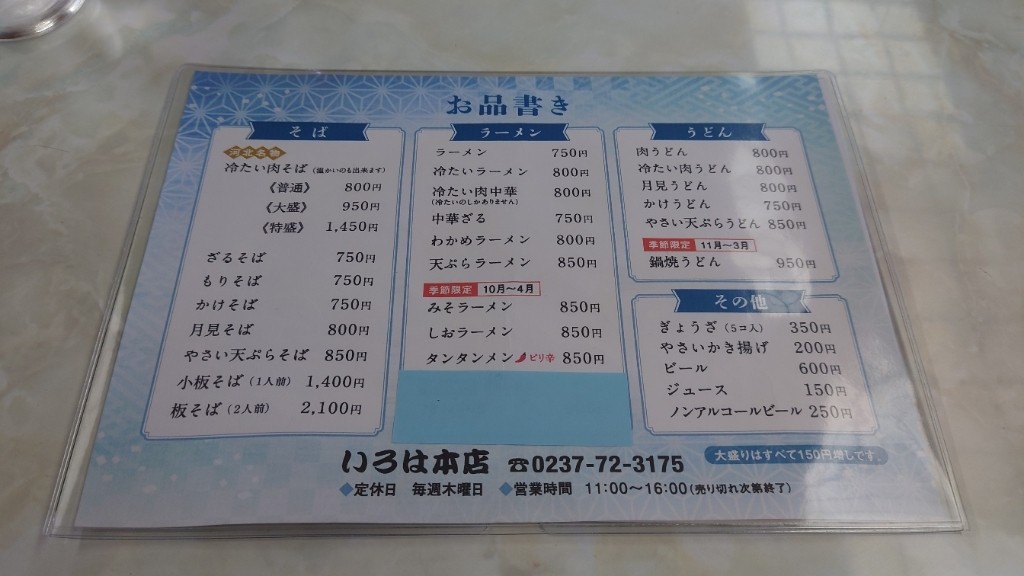 お品書き
そば
河北名物
冷たい肉そば（温かいのも出来ます）
《普通》 800円
《大盛》 950円
《特盛》 1,450円
ざるそば 750円
もりそば 750円
かけそば 750円
月見そば 800円
やさい天ぷらそば 850円
小板そば（1人前） 1,400円
板そば（2人前） 2,100円
ラーメン
ラーメン 750円
冷たいラーメン 800円
冷たい肉中華 800円
（冷たいのしかありません）
中華ざる 750円
わかめラーメン 800円
天ぷらラーメン 850円
季節限定 10月〜4月
みそラーメン 850円
しおラーメン 850円
タンタンメン ピリ辛 850円
うどん
肉うどん 800円
冷たい肉うどん 800円
月見うどん 800円
かけうどん 750円
やさい天ぷらうどん 850円
季節限定 11月〜3月
鍋焼うどん 950円
その他
ぎょうざ（5コ入） 350円
やさいかき揚げ 200円
ビール 600円
ジュース 150円
ノンアルコールビール 250円
いろは本店 ☎0237-72-3175
大盛りはすべて150円増しです。
◆定休日 毎週木曜日 ◆営業時間 11:00〜16:00（売り切れ次第終了）